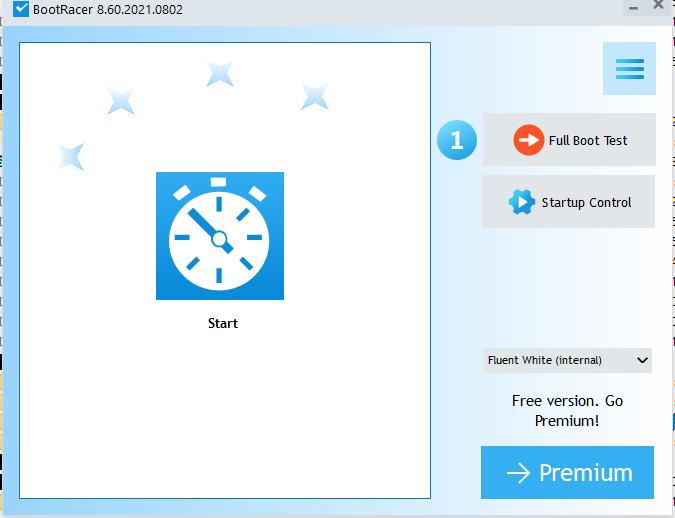 BootRacer 8.60.2021.0802
1
Full Boot Test
Startup Control
Start
Fluent White (internal)
Free version. Go
Premium!
Premium